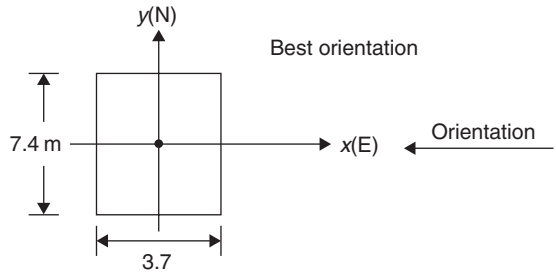 y(N)
Best orientation
7.4 m
x(E)
Orientation
3.7